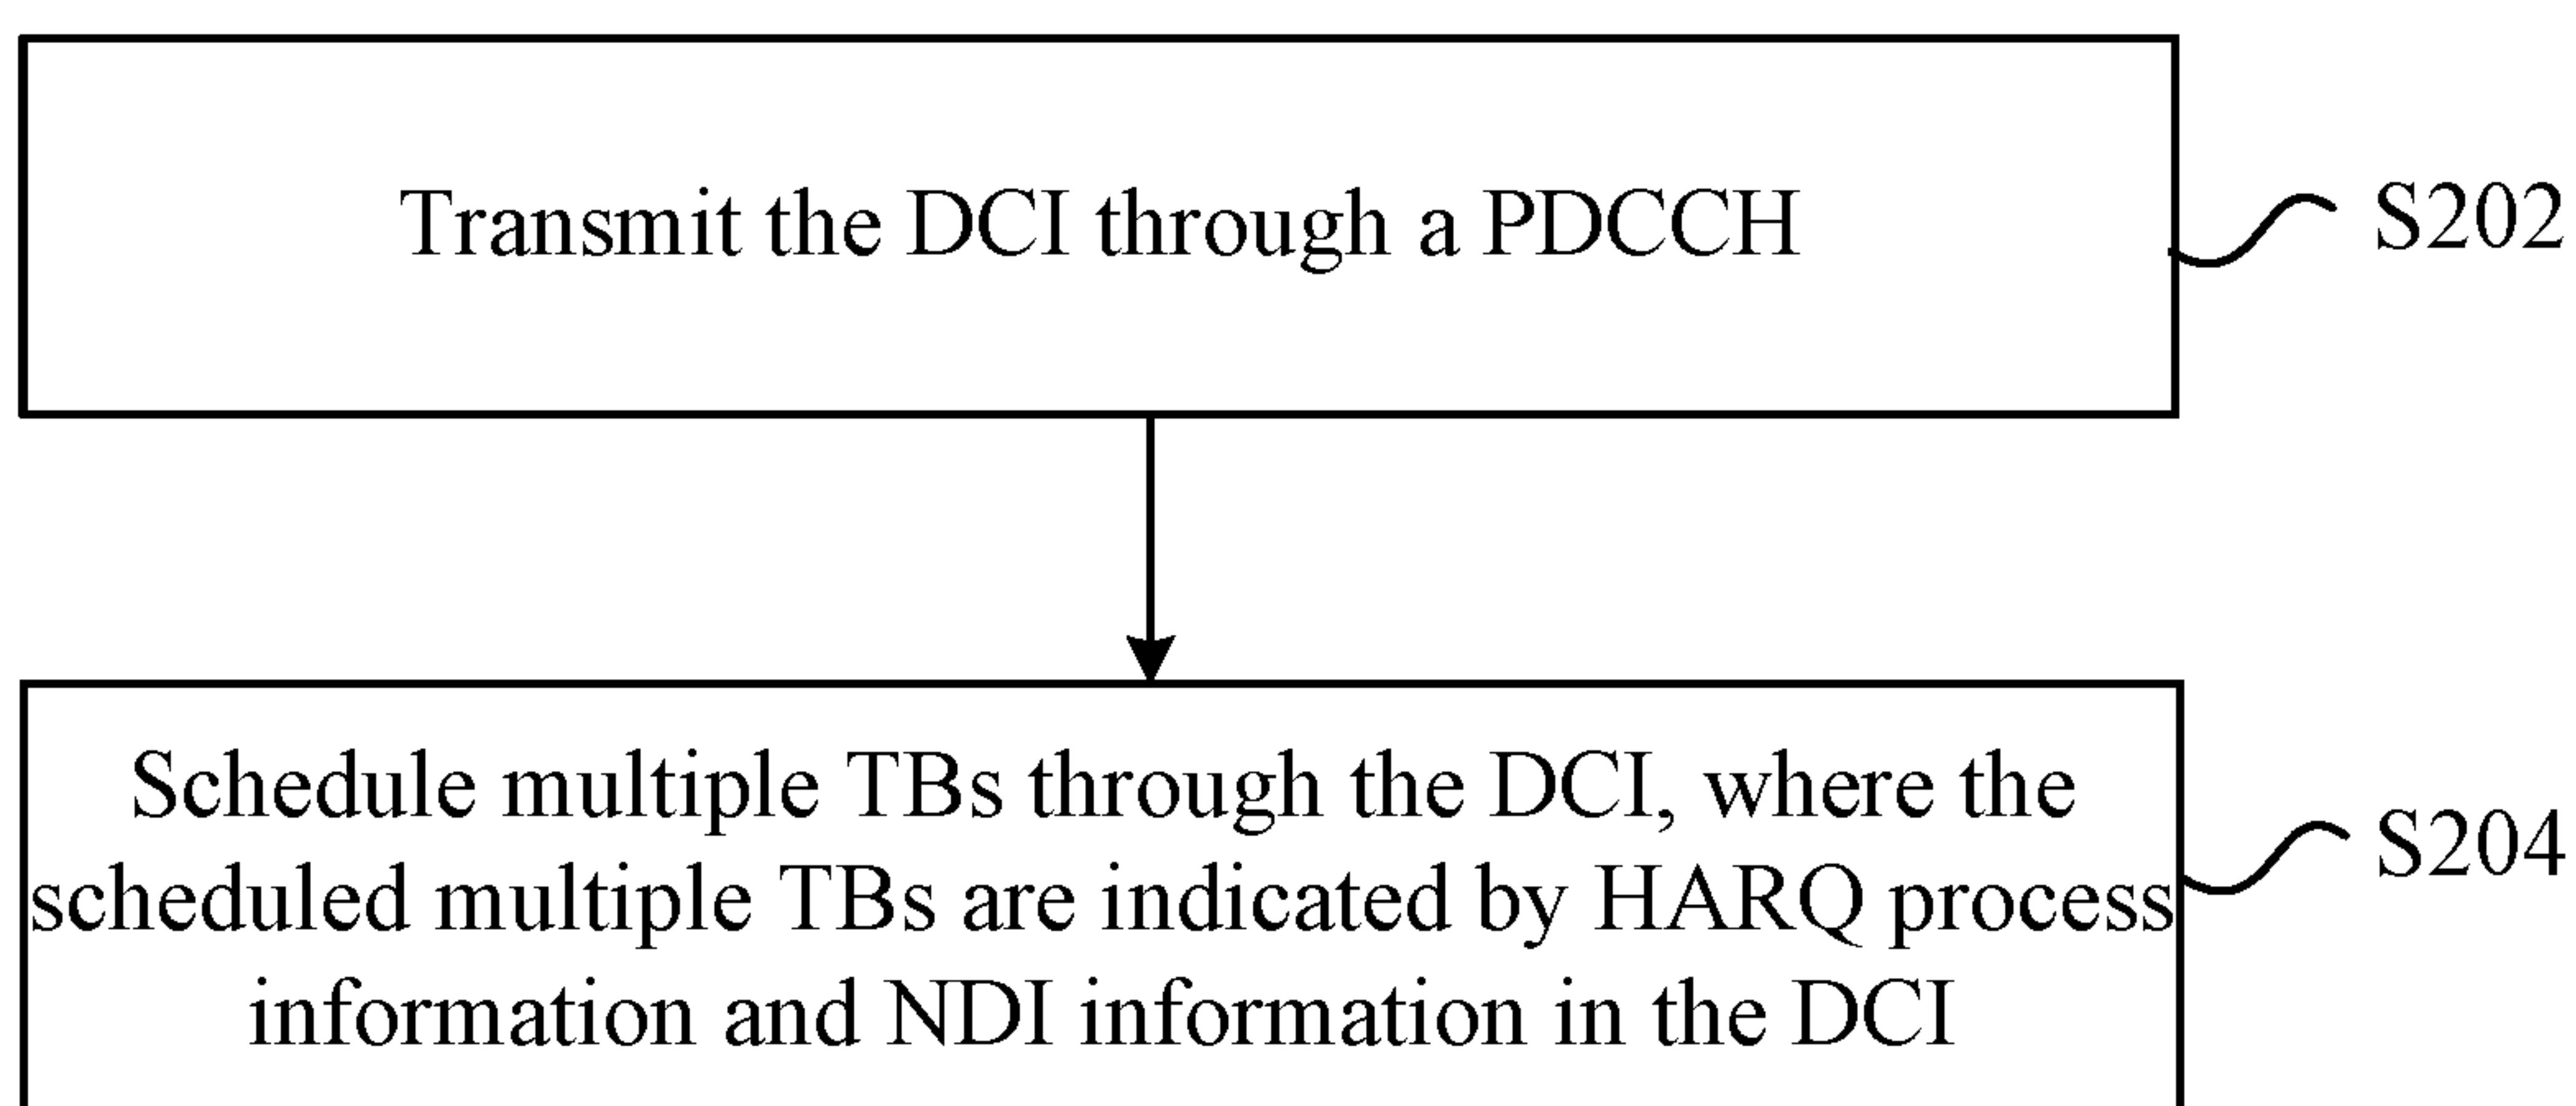 Transmit the DCI through a PDCCH
S202
Schedule multiple TBs through the DCI, where the
scheduled multiple TBs are indicated by HARQ process
information and NDI information in the DCI
S204